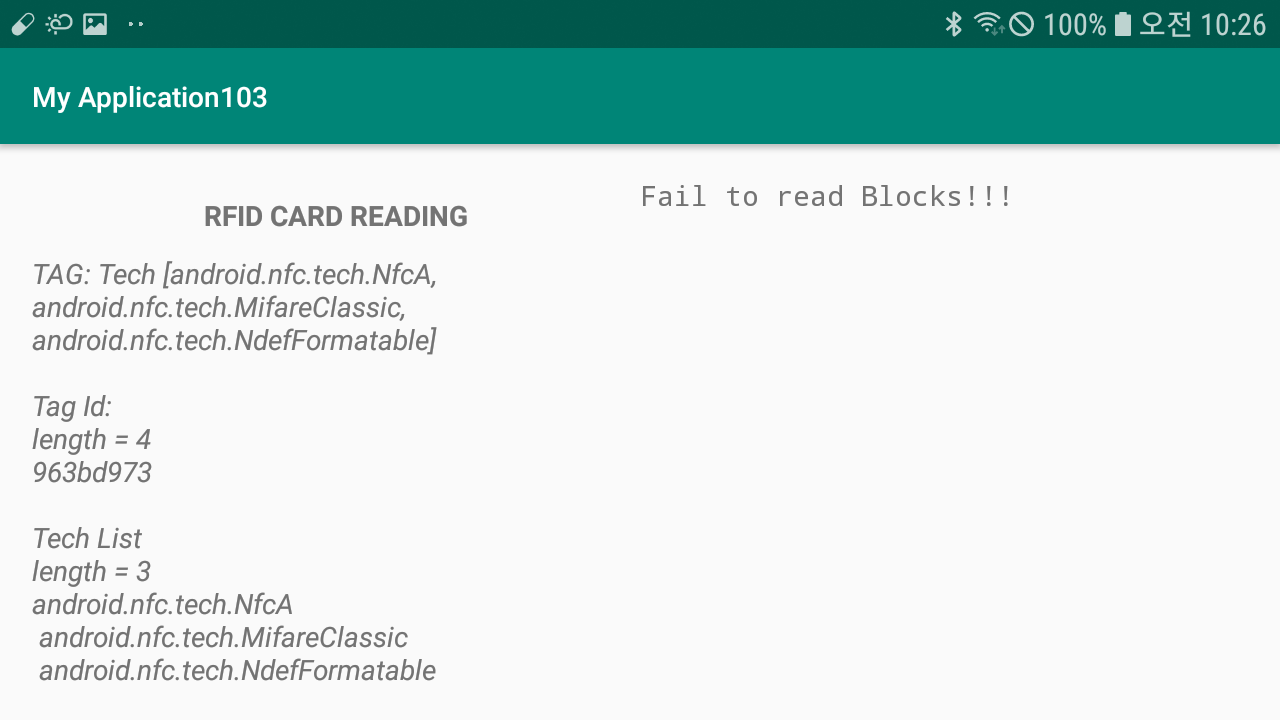 100% 오전 10:26
My Application103
RFID CARD READING
TAG: Tech [android.nfc.tech.NfcA,
android.nfc.tech.MifareClassic,
android.nfc.tech.NdefFormatable]
Tag Id:
length = 4
963bd973
Tech List
length = 3
android.nfc.tech.NfcA
android.nfc.tech.MifareClassic
android.nfc.tech.NdefFormatable
Fail to read Blocks!!!